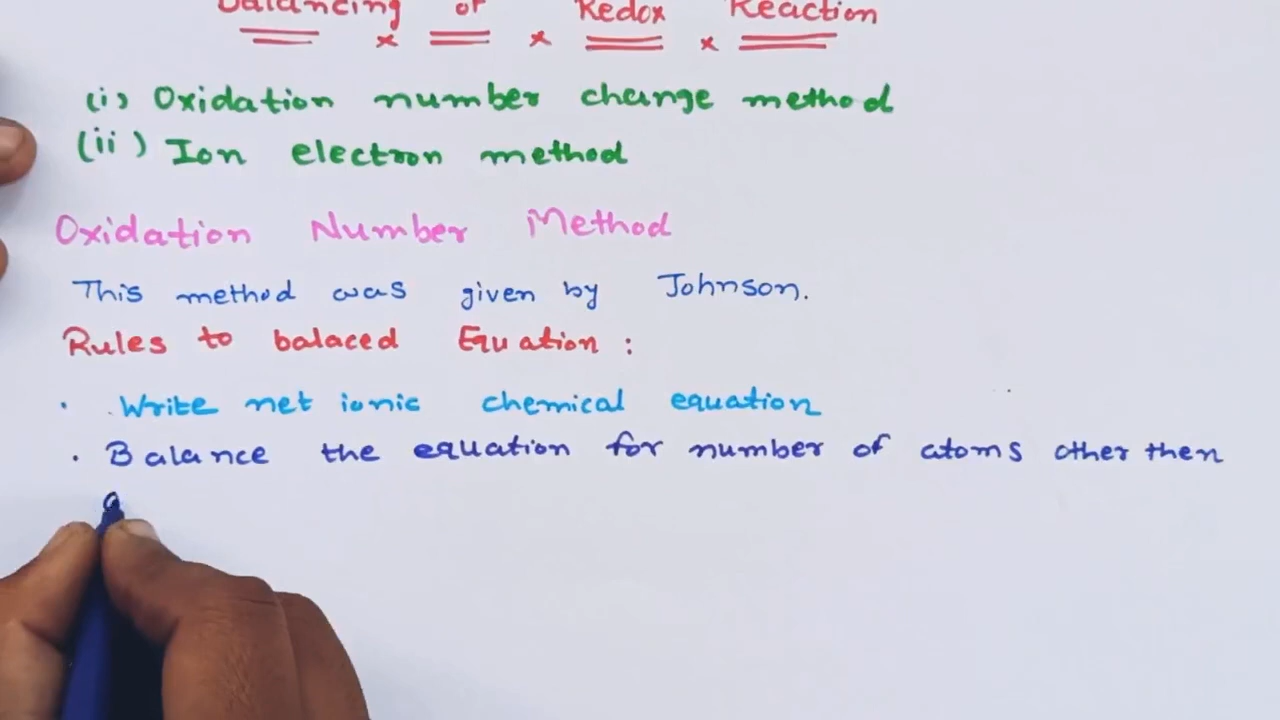 Balancing of Redox Reaction
(i) Oxidation number change method
(ii) Ion electron method
Oxidation Number Method
This method was given by Johnson.
Rules to balaced Equation :
. Write net ionic chemical equation
. Balance the equation for number of atoms other then